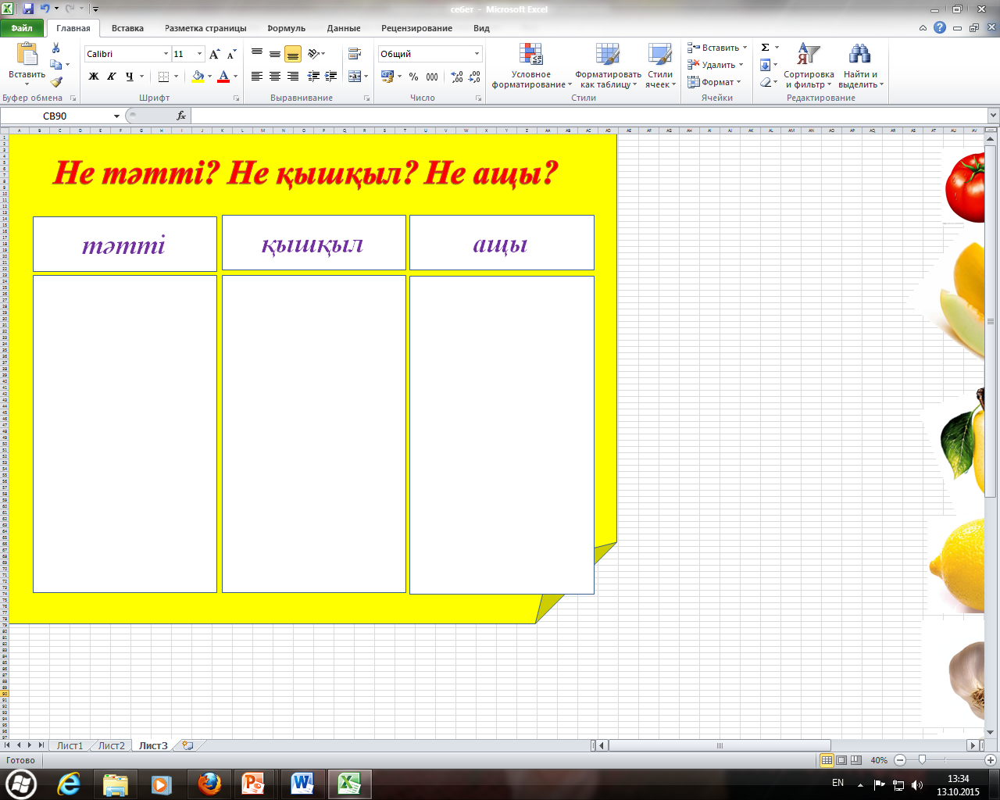 себет - Microsoft Excel
Файл Главная Вставка Разметка страницы Формулу Данные Рецензирование Вид
Calibri 11 Общий Вставить
Ж К Ч % 000 Удалить
Вставить Условное форматирование Форматировать как таблицу Стили ячеек Формат Сортировка и фильтр Найти и выделить
Буфер обмена Шрифт Выравнивание Число Стили Ячейки Редактирование
CB90 fx
Не тәтті? Не қышқыл? Не ащы?
тәтті қышқыл ащы
Лист1 Лист2 Лист3
Готово 40%
EN 13:34
13.10.2015